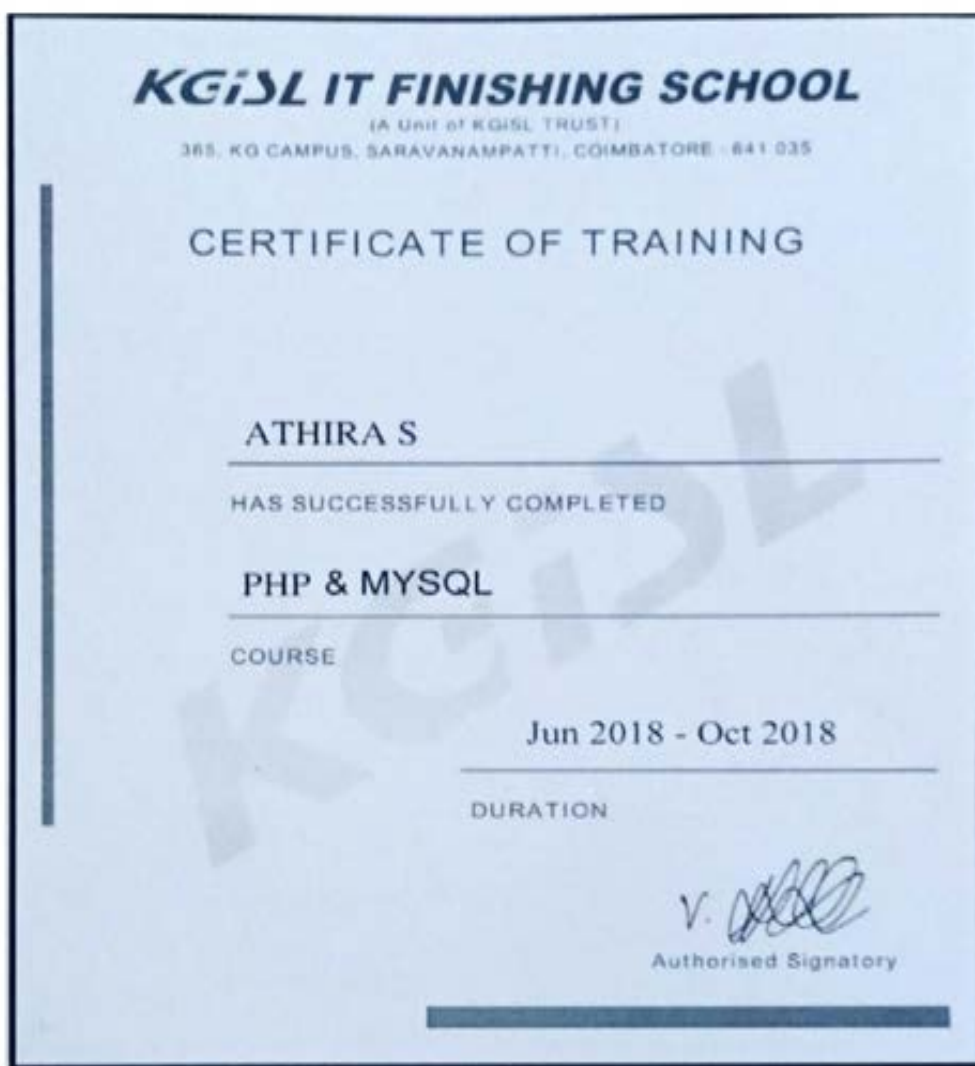 KGiSL IT FINISHING SCHOOL
(A Unit of KGISL TRUST)
365, KG CAMPUS, SARAVANAMPATTI, COIMBATORE - 641 035
CERTIFICATE OF TRAINING
ATHIRA S
HAS SUCCESSFULLY COMPLETED
PHP & MYSQL
COURSE
Jun 2018 - Oct 2018
DURATION
V.
Authorised Signatory
KGiSL